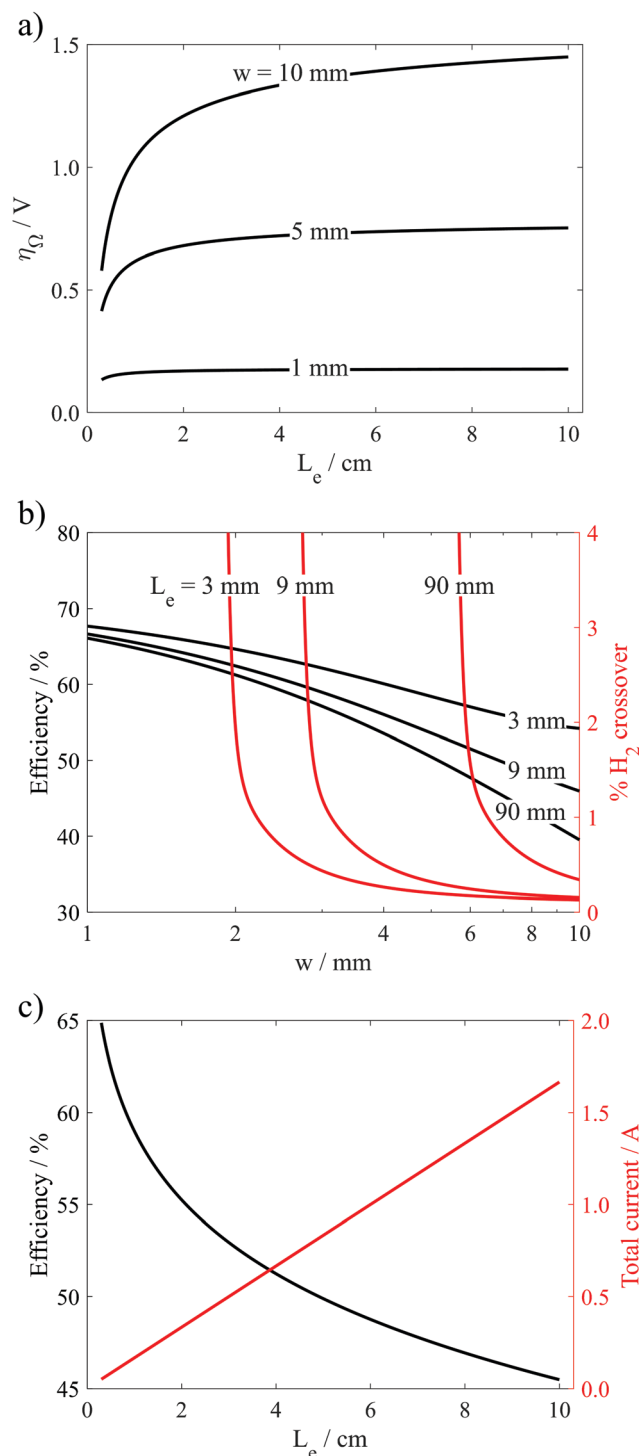 a)
1.5
1.0
0.5
0.0
η_Ω / V
w = 10 mm
5 mm
1 mm
0 2 4 6 8 10
L_e / cm
b)
80
70
60
50
40
30
Efficiency / %
L_e = 3 mm 9 mm 90 mm
3 mm
9 mm
90 mm
4
3
2
1
0
% H_2 crossover
1 2 4 6 8 10
w / mm
c)
65
60
55
50
45
Efficiency / %
2.0
1.5
1.0
0.5
0.0
Total current / A
0 2 4 6 8 10
L_e / cm